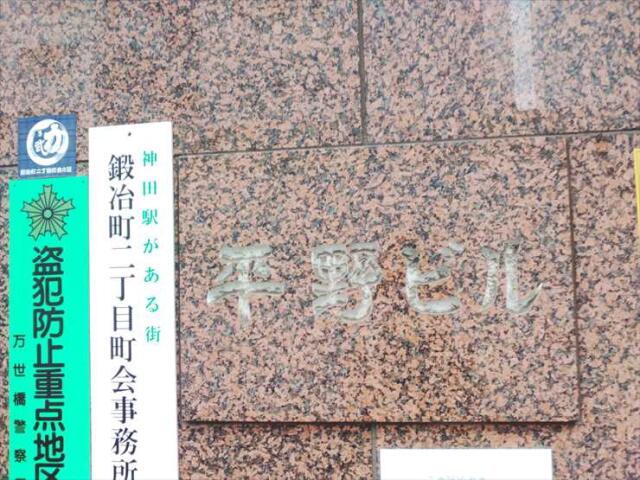 平野ビル
神田駅がある街
鍛冶町二丁目町会事務所
盗犯防止重点地区
万世橋警察